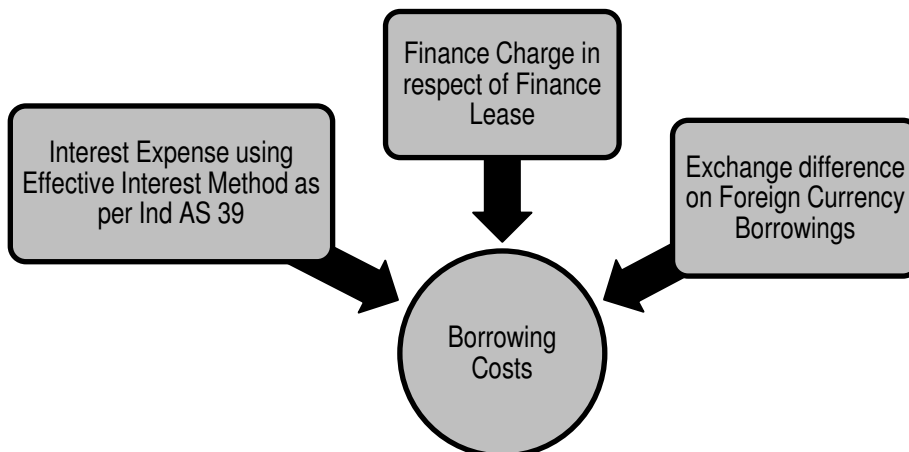 Finance Charge in
respect of Finance
Lease
Interest Expense using
Effective Interest Method as
per Ind AS 39
Exchange difference
on Foreign Currency
Borrowings
Borrowing
Costs